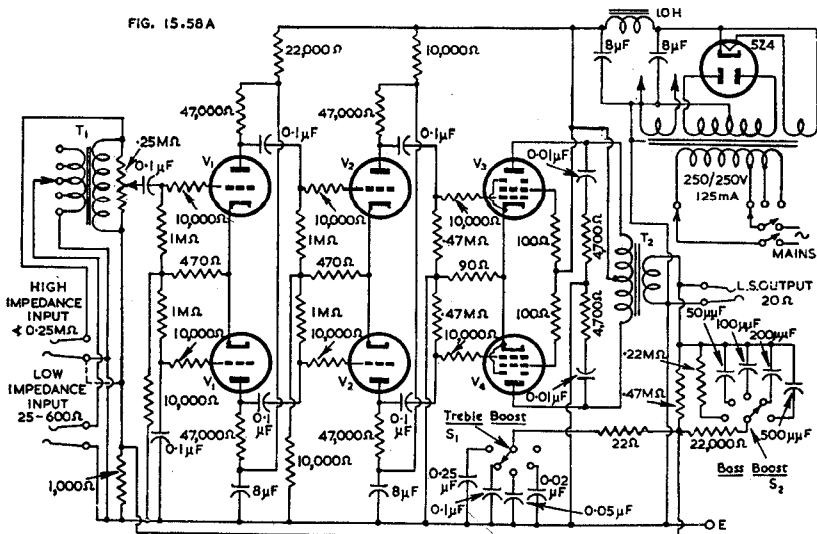 FIG. 15.58A
22,000Ω
10,000Ω
10H
8μF
8μF
5Z4
47,000Ω
47,000Ω
T₁
.25MΩ
0·1μF
0·1μF
0·1μF
V₁
V₂
V₃
0·01μF
250/250V
125mA
MAINS
10,000Ω
10,000Ω
10,000Ω
1MΩ
1MΩ
·47MΩ
100Ω
4700Ω
T₂
470Ω
470Ω
90Ω
L.S.OUTPUT
20Ω
HIGH
IMPEDANCE
INPUT
≮ 0·25MΩ
1MΩ
1MΩ
·47MΩ
100Ω
4,700Ω
10,000Ω
10,000Ω
10,000Ω
50μμF
100μμF
200μμF
·22MΩ
·47MΩ
V₁
V₂
V₄
LOW
IMPEDANCE
INPUT
25-600Ω
10,000Ω
0·1μF
0·1
μF
0·1
μF
0·01μF
Treble Boost
S₁
47,000Ω
47,000Ω
10,000Ω
22Ω
22,000Ω
500μμF
Bass Boost
S₂
1,000Ω
8μF
8μF
0·25
μF
0·1μF
0·02
μF
0·05μF
E